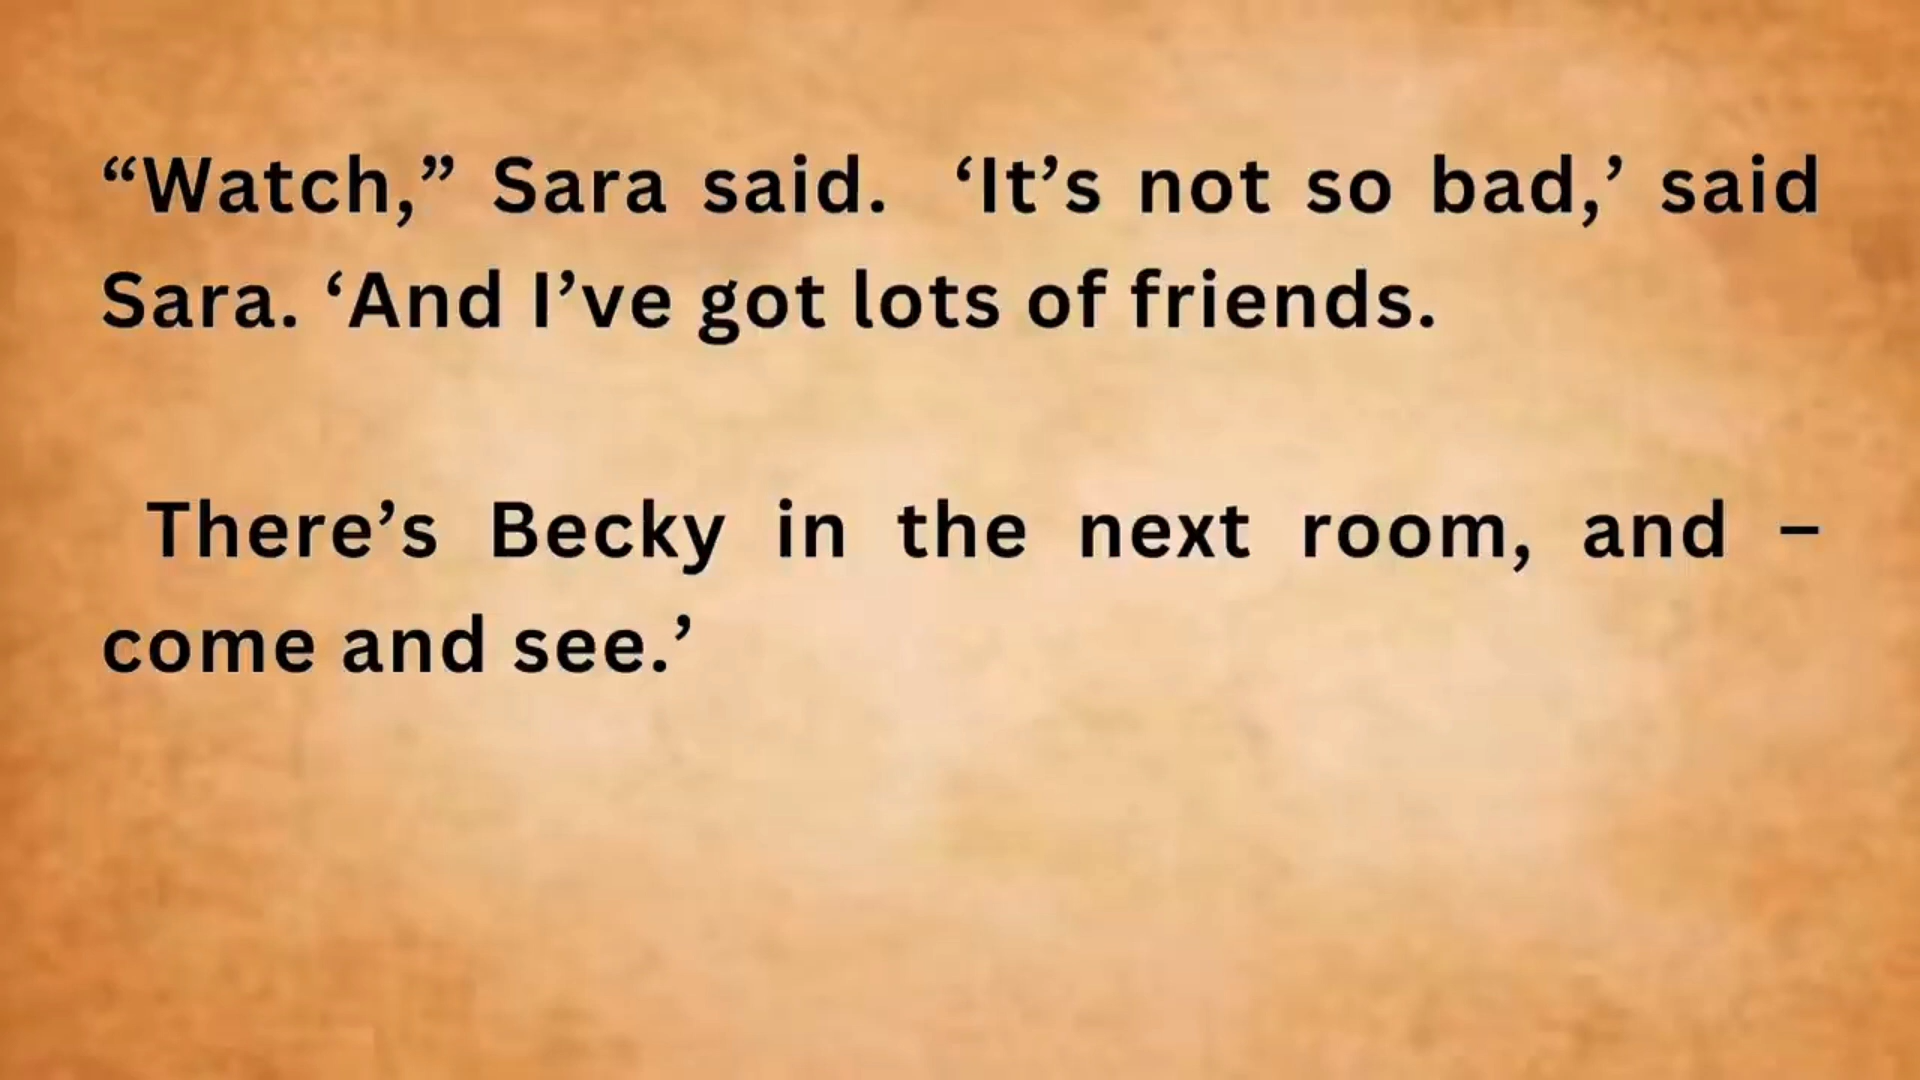 “Watch,” Sara said.  ‘It’s not so bad,’ said
Sara. ‘And I’ve got lots of friends.
There’s Becky in the next room, and –
come and see.’